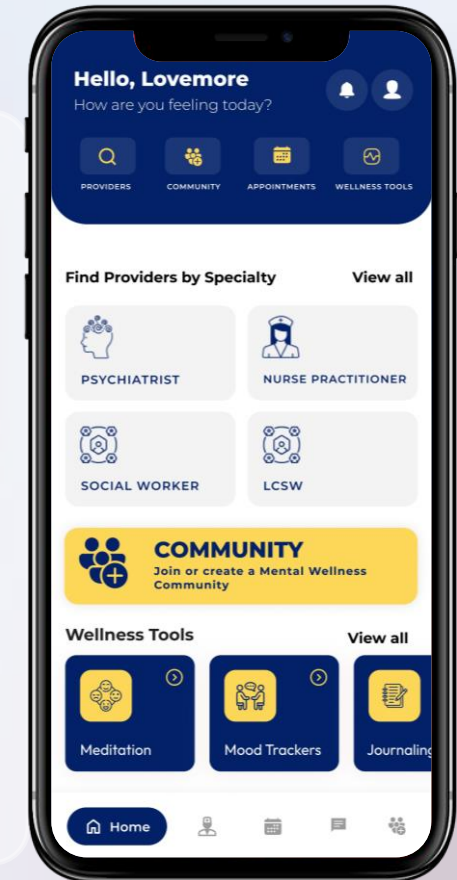 Hello, Lovemore
How are you feeling today?
PROVIDERS
COMMUNITY
APPOINTMENTS
WELLNESS TOOLS
Find Providers by Specialty
View all
PSYCHIATRIST
NURSE PRACTITIONER
SOCIAL WORKER
LCSW
COMMUNITY
Join or create a Mental Wellness
Community
Wellness Tools
View all
Meditation
Mood Trackers
Journaling
Home